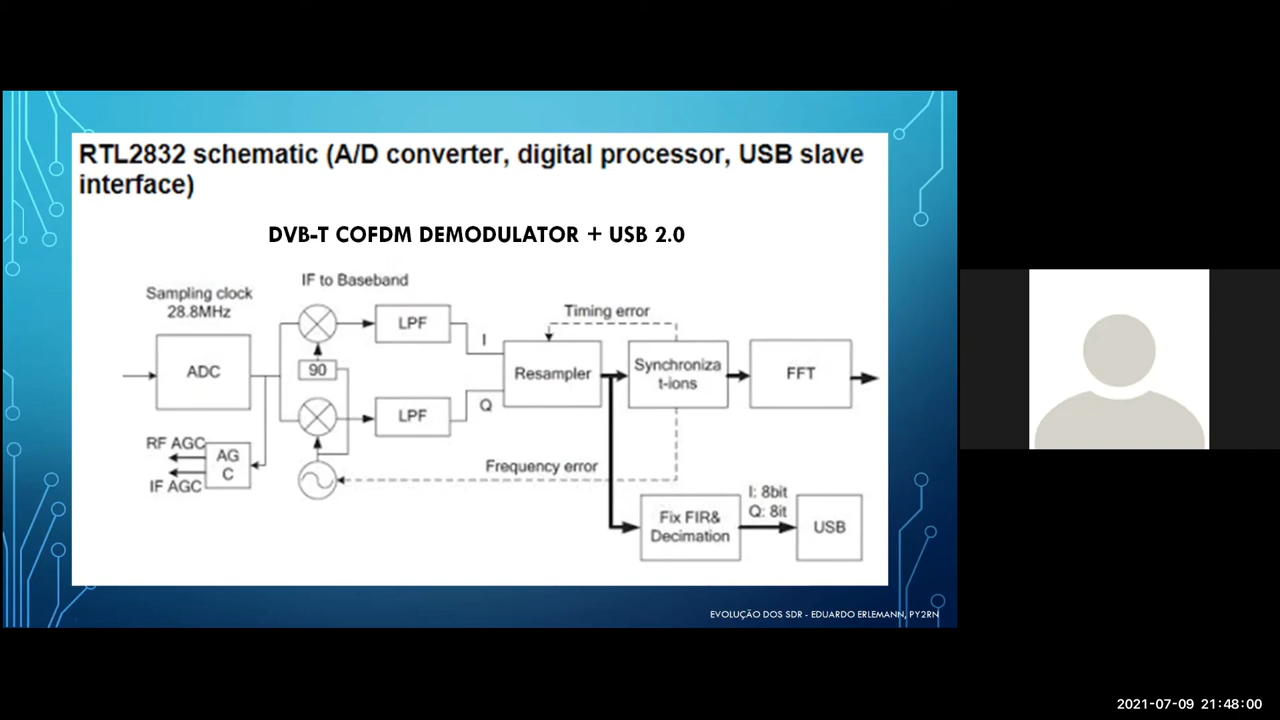 RTL2832 schematic (A/D converter, digital processor, USB slave
interface)
DVB-T COFDM DEMODULATOR + USB 2.0
IF to Baseband
Sampling clock
28.8MHz
ADC
90
LPF
LPF
I
Q
Timing error
Resampler
Synchroniza
t-ions
FFT
RF AGC
IF AGC
AG
C
Frequency error
Fix FIR&
Decimation
I: 8bit
Q: 8it
USB
EVOLUÇÃO DOS SDR - EDUARDO ERLEMANN, PY2RN
2021-07-09 21:48:00